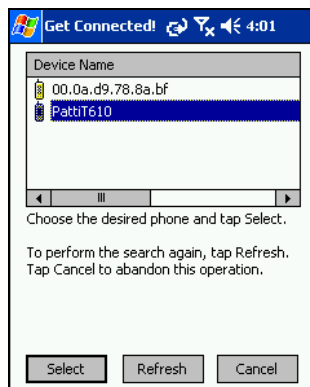 Get Connected! 4:01
Device Name
00.0a.d9.78.8a.bf
PattiT610
Choose the desired phone and tap Select.
To perform the search again, tap Refresh.
Tap Cancel to abandon this operation.
Select Refresh Cancel